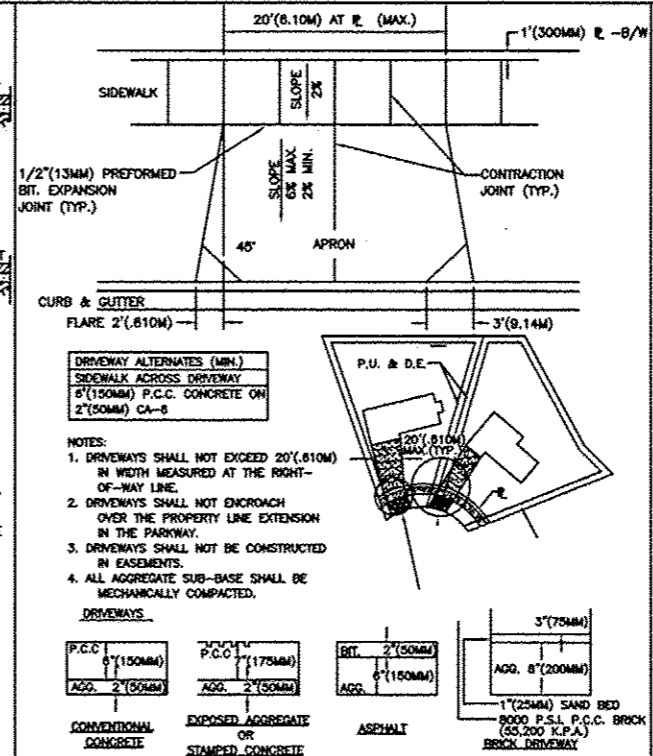 20'(6.10M) AT ℙL (MAX.)
1'(300MM) ℙL -B/W
SIDEWALK
SLOPE
2%
1/2"(13MM) PREFORMED
BIT. EXPANSION
JOINT (TYP.)
SLOPE
6% MAX.
2% MIN.
CONTRACTION
JOINT (TYP.)
45°
APRON
CURB & GUTTER
FLARE 2'(.610M)
3'(9.14M)
DRIVEWAY ALTERNATES (MIN.)
SIDEWALK ACROSS DRIVEWAY
6"(150MM) P.C.C. CONCRETE ON
2"(50MM) CA-6
P.U. & D.E.
20'(.610M)
MAX.(TYP.)
ℙL
NOTES:
1. DRIVEWAYS SHALL NOT EXCEED 20'(.610M)
IN WIDTH MEASURED AT THE RIGHT-
OF-WAY LINE.
2. DRIVEWAYS SHALL NOT ENCROACH
OVER THE PROPERTY LINE EXTENSION
IN THE PARKWAY.
3. DRIVEWAYS SHALL NOT BE CONSTRUCTED
IN EASEMENTS.
4. ALL AGGREGATE SUB-BASE SHALL BE
MECHANICALLY COMPACTED.
DRIVEWAYS
P.C.C
6"(150MM)
AGG. 2"(50MM)
CONVENTIONAL
CONCRETE
P.C.C
7"(175MM)
AGG. 2"(50MM)
EXPOSED AGGREGATE
OR
STAMPED CONCRETE
BIT. 2"(50MM)
6"(150MM)
AGG.
ASPHALT
3"(75MM)
AGG. 8"(200MM)
1"(25MM) SAND BED
8000 P.S.I. P.C.C. BRICK
(55,200 K.P.A.)
BRICK DRIVEWAY